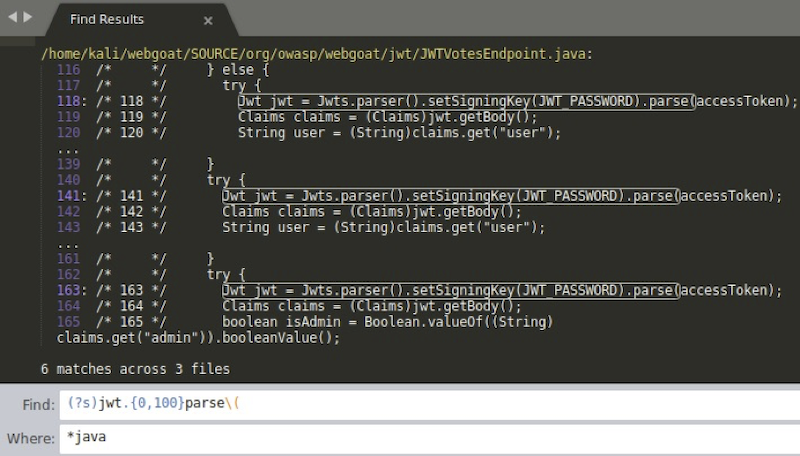 Find Results ×
/home/kali/webgoat/SOURCE/org/owasp/webgoat/jwt/JWTVotesEndpoint.java:
116 /* */ } else {
117 /* */ try {
118: /* 118 */ Jwt jwt = Jwts.parser().setSigningKey(JWT_PASSWORD).parse(accessToken);
119 /* 119 */ Claims claims = (Claims)jwt.getBody();
120 /* 120 */ String user = (String)claims.get("user");
...
139 /* */ }
140 /* */ try {
141: /* 141 */ Jwt jwt = Jwts.parser().setSigningKey(JWT_PASSWORD).parse(accessToken);
142 /* 142 */ Claims claims = (Claims)jwt.getBody();
143 /* 143 */ String user = (String)claims.get("user");
...
161 /* */ }
162 /* */ try {
163: /* 163 */ Jwt jwt = Jwts.parser().setSigningKey(JWT_PASSWORD).parse(accessToken);
164 /* 164 */ Claims claims = (Claims)jwt.getBody();
165 /* 165 */ boolean isAdmin = Boolean.valueOf((String)
claims.get("admin")).booleanValue();
6 matches across 3 files
Find: (?s)jwt.{0,100}parse\(
Where: *java